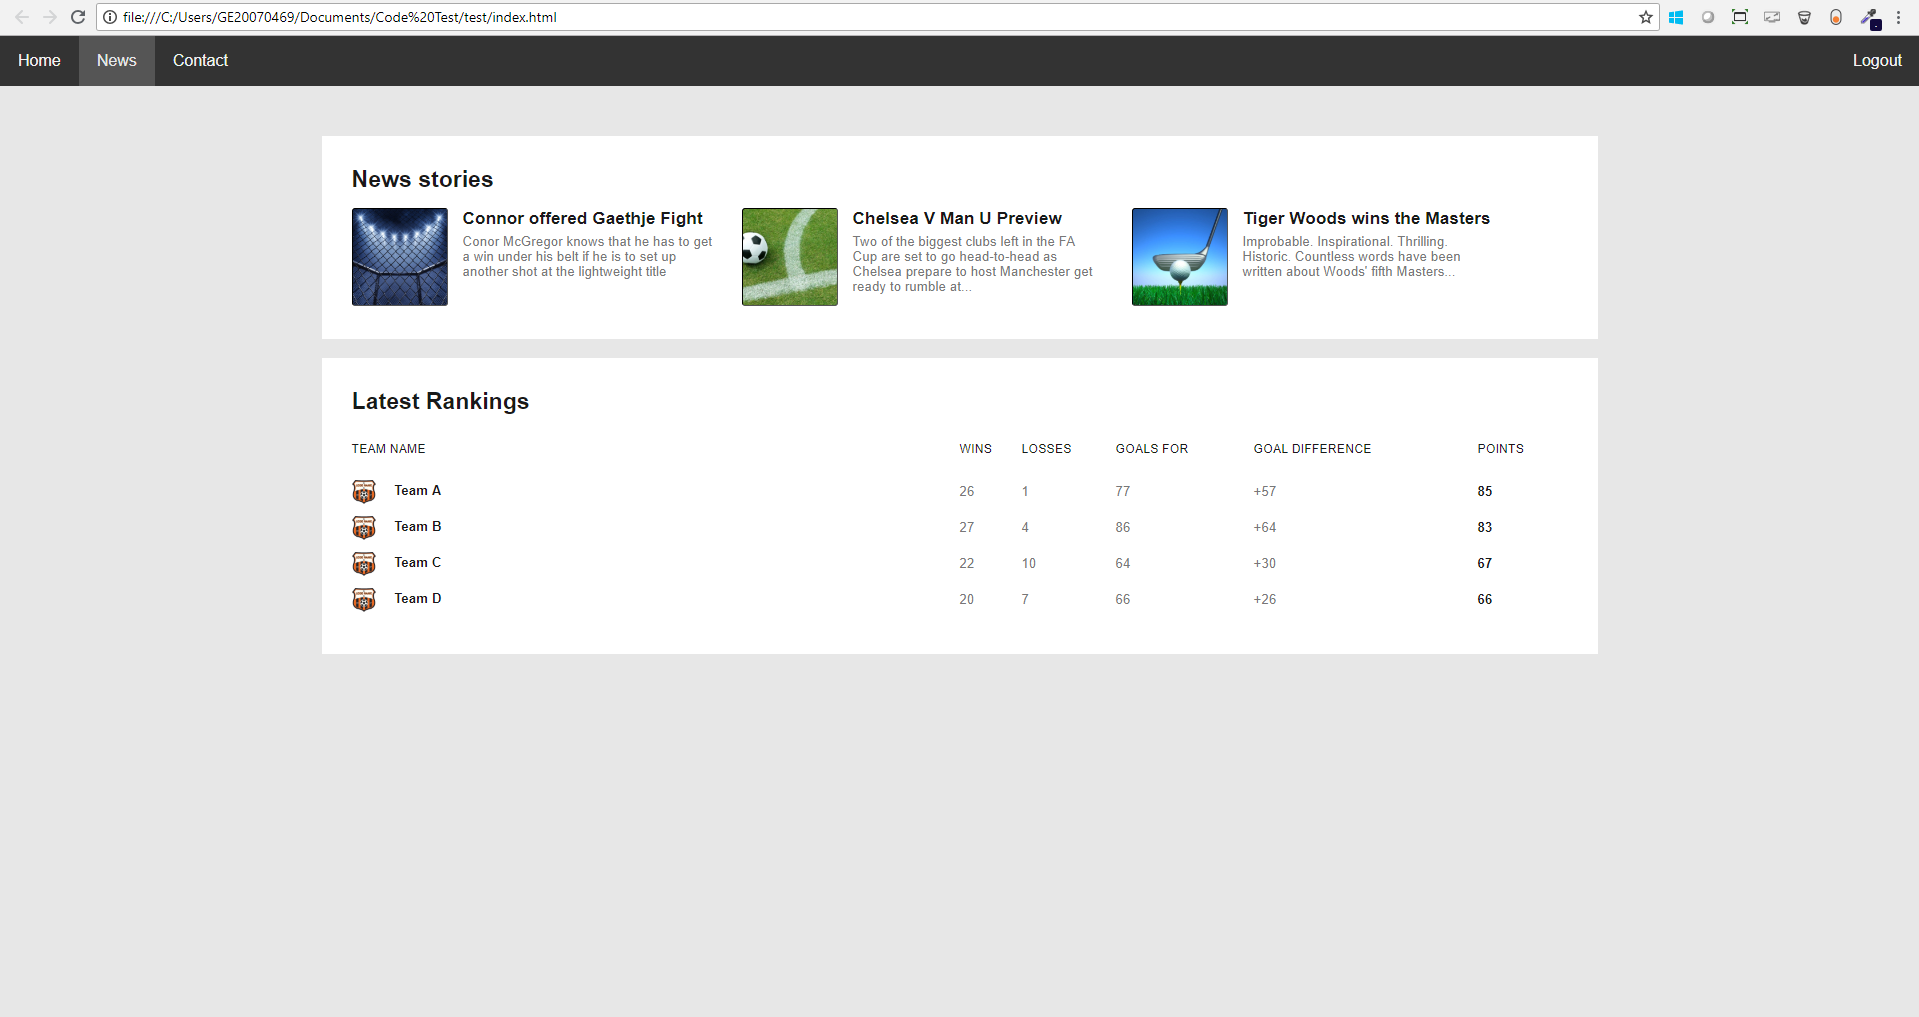 file:///C:/Users/GE20070469/Documents/Code%20Test/test/index.html
Home News Contact Logout
News stories
Connor offered Gaethje Fight
Conor McGregor knows that he has to get
a win under his belt if he is to set up
another shot at the lightweight title
Chelsea V Man U Preview
Two of the biggest clubs left in the FA
Cup are set to go head-to-head as
Chelsea prepare to host Manchester get
ready to rumble at...
Tiger Woods wins the Masters
Improbable. Inspirational. Thrilling.
Historic. Countless words have been
written about Woods' fifth Masters...
Latest Rankings
TEAM NAME WINS LOSSES GOALS FOR GOAL DIFFERENCE POINTS
Team A 26 1 77 +57 85
Team B 27 4 86 +64 83
Team C 22 10 64 +30 67
Team D 20 7 66 +26 66